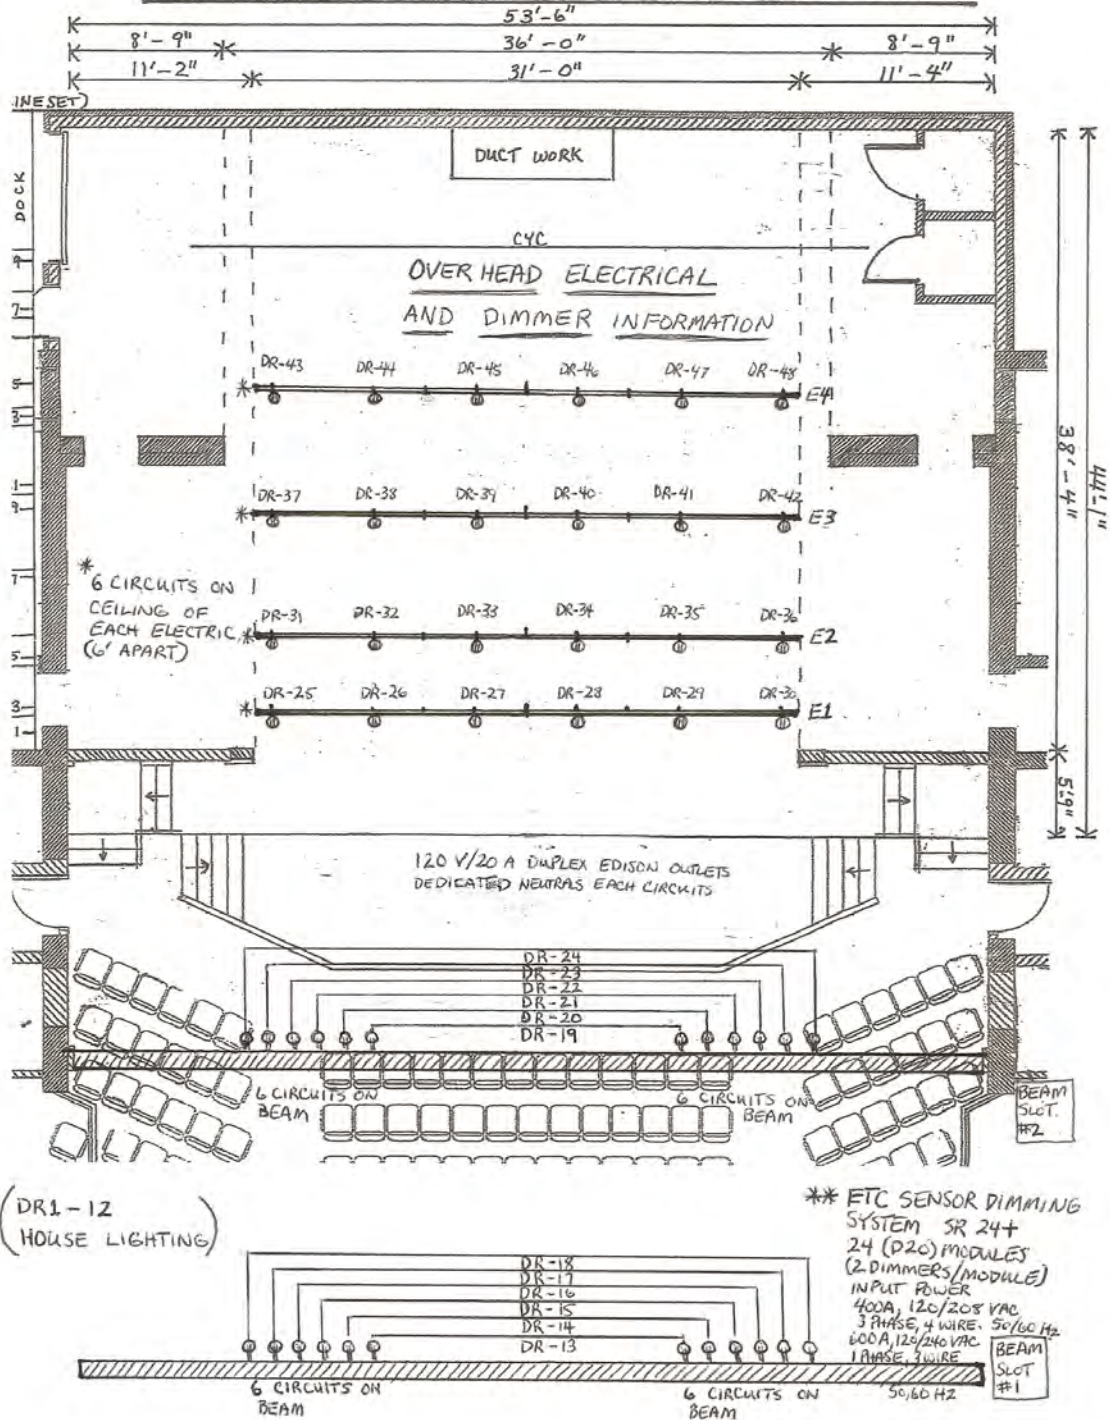 53'-6"
8'-9" 36'-0" 8'-9"
11'-2" 31'-0" 11'-4"
INESET)
DOCK
DUCT WORK
CYC
OVERHEAD ELECTRICAL
AND DIMMER INFORMATION
DR-43 DR-44 DR-45 DR-46 DR-47 DR-48
* E4
38'-4"
44'-1"
DR-37 DR-38 DR-39 DR-40 DR-41 DR-42
* E3
*
6 CIRCUITS ON
CEILING OF
EACH ELECTRIC
(6' APART)
DR-31 DR-32 DR-33 DR-34 DR-35 DR-36
* E2
DR-25 DR-26 DR-27 DR-28 DR-29 DR-30
* E1
5'9"
120 V/20 A DUPLEX EDISON OUTLETS
DEDICATED NEUTRALS EACH CIRCUITS
DR-24
DR-23
DR-22
DR-21
DR-20
DR-19
6 CIRCUITS ON
BEAM
6 CIRCUITS ON
BEAM
BEAM
SLOT
#2
(DR1-12
HOUSE LIGHTING)
** ETC SENSOR DIMMING
SYSTEM SR 24+
24 (D20) MODULES
(2 DIMMERS/MODULE)
INPUT POWER
400A, 120/208 VAC
3 PHASE, 4 WIRE. 50/60 HZ
600A, 120/240 VAC
1 PHASE, 3 WIRE
50,60 HZ
DR-18
DR-17
DR-16
DR-15
DR-14
DR-13
6 CIRCUITS ON
BEAM
6 CIRCUITS ON
BEAM
BEAM
SLOT
#1